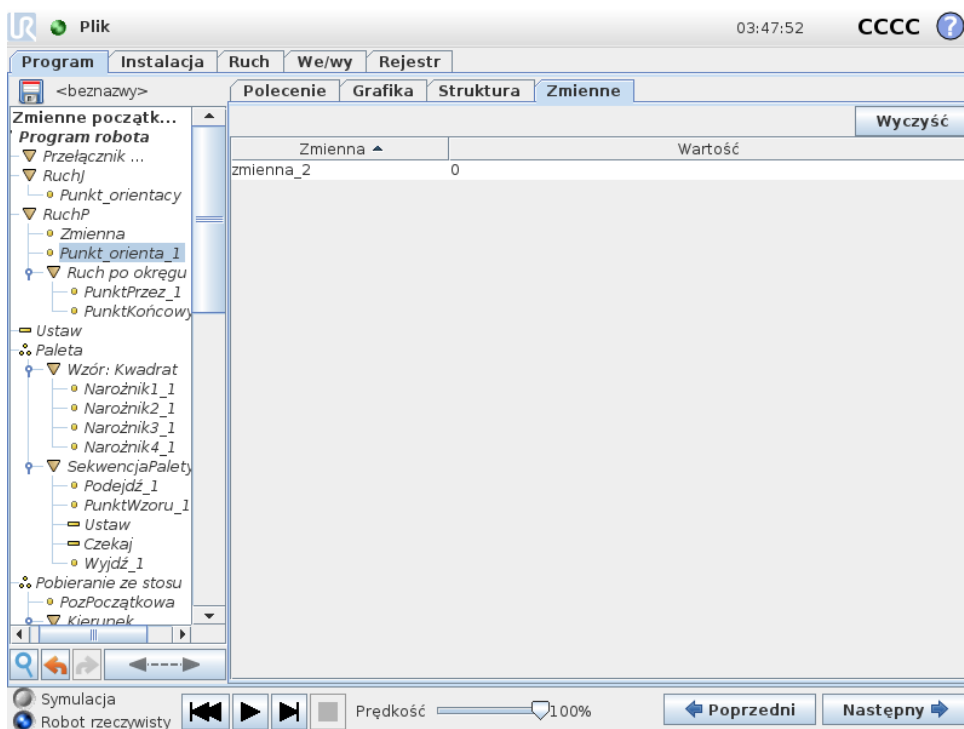 UR Plik 03:47:52 CCCC ?
Program Instalacja Ruch We/wy Rejestr
<beznazwy> Polecenie Grafika Struktura Zmienne
Wyczyść
Zmienna Wartość
zmienna_2 0
Zmienne początk...
Program robota
Przełącznik ...
RuchJ
Punkt_orientacy
RuchP
Zmienna
Punkt_orienta_1
Ruch po okręgu
PunktPrzez_1
PunktKońcowy
Ustaw
Paleta
Wzór: Kwadrat
Narożnik1_1
Narożnik2_1
Narożnik3_1
Narożnik4_1
SekwencjaPalety
Podejdź_1
PunktWzoru_1
Ustaw
Czekaj
Wyjdź_1
Pobieranie ze stosu
PozPoczątkowa
Kierunek
Symulacja
Robot rzeczywisty
Prędkość 100% Poprzedni Następny